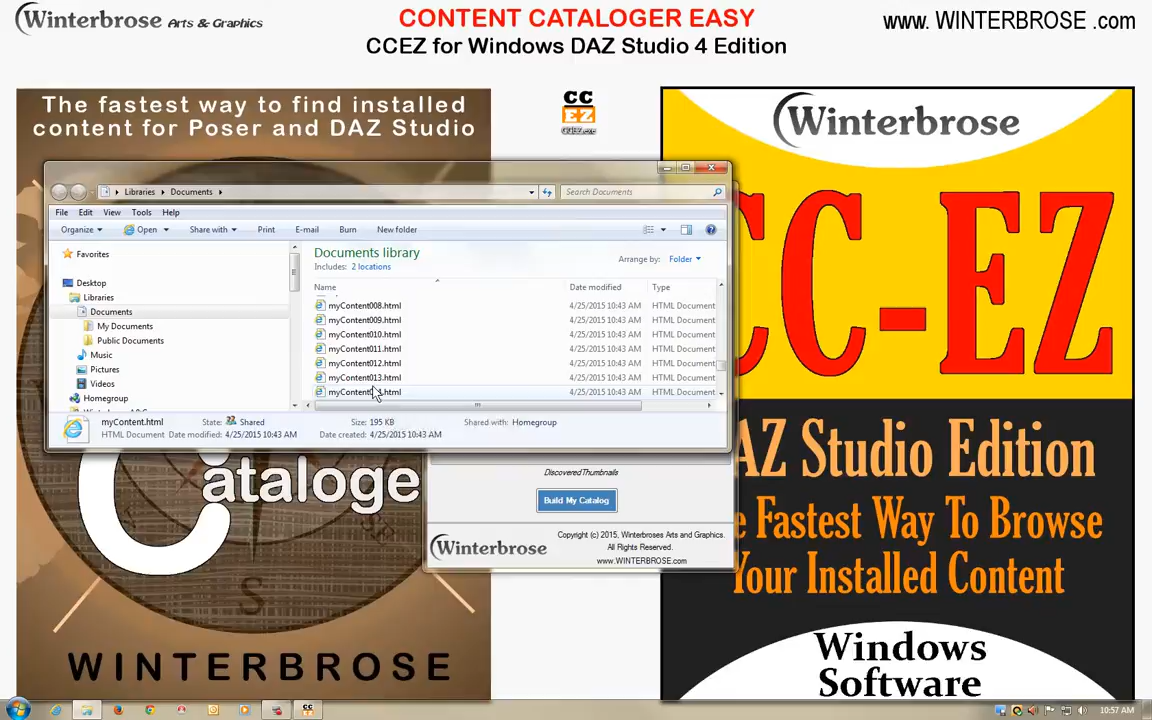 Winterbrose Arts & Graphics
CONTENT CATALOGER EASY
CCEZ for Windows DAZ Studio 4 Edition
www. WINTERBROSE .com
The fastest way to find installed
content for Poser and DAZ Studio
CC
EZ
CCEZ.exe
Winterbrose
Libraries
Documents
Search Documents
File
Edit
View
Tools
Help
Organize
Open
Share with
Print
E-mail
Burn
New folder
Favorites
Desktop
Libraries
Documents
My Documents
Public Documents
Music
Pictures
Videos
Homegroup
Documents library
Includes: 2 locations
Arrange by: Folder
Name
Date modified
Type
myContent008.html 4/25/2015 10:43 AM HTML Document
myContent009.html 4/25/2015 10:43 AM HTML Document
myContent010.html 4/25/2015 10:43 AM HTML Document
myContent011.html 4/25/2015 10:43 AM HTML Document
myContent012.html 4/25/2015 10:43 AM HTML Document
myContent013.html 4/25/2015 10:43 AM HTML Document
4/25/2015 10:43 AM HTML Document
myContent.html State: Shared Size: 195 KB Shared with: Homegroup
HTML Document Date modified: 4/25/2015 10:43 AM Date created: 4/25/2015 10:43 AM
CC-EZ
DiscoveredThumbnails
Build My Catalog
Winterbrose
Copyright (c) 2015, Winterbroses Arts and Graphics.
All Rights Reserved.
www.WINTERBROSE.com
Cataloge
S
WINTERBROSE
AZ Studio Edition
e Fastest Way To Browse
Your Installed Content
Windows
Software
CC
EZ
10:57 AM